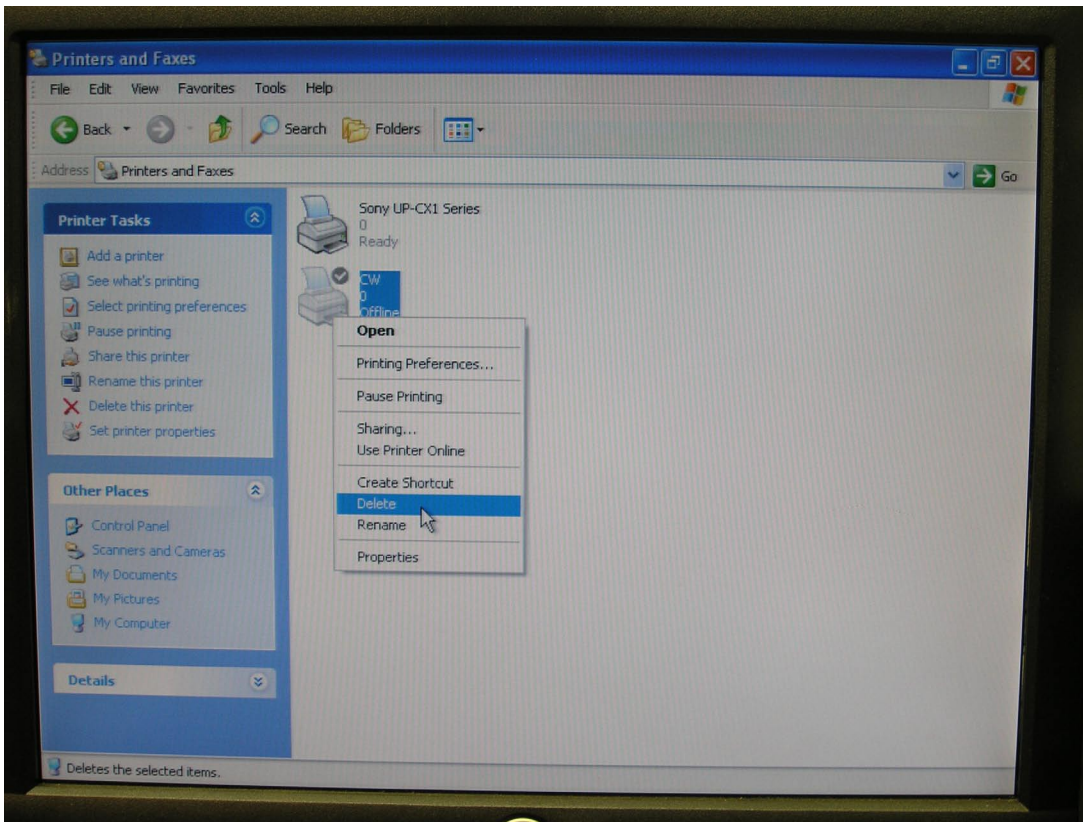 Printers and Faxes
File Edit View Favorites Tools Help
Back Search Folders
Address Printers and Faxes Go
Printer Tasks
Add a printer
See what's printing
Select printing preferences
Pause printing
Share this printer
Rename this printer
Delete this printer
Set printer properties
Other Places
Control Panel
Scanners and Cameras
My Documents
My Pictures
My Computer
Details
Sony UP-CX1 Series
0
Ready
CW
0
Offline
Open
Printing Preferences...
Pause Printing
Sharing...
Use Printer Online
Create Shortcut
Delete
Rename
Properties
Deletes the selected items.